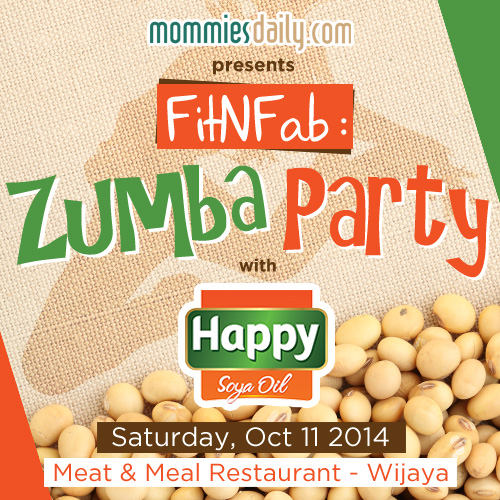 mommiesdaily.com
presents
FitNFab:
Zumba Party
with
Happy
Soya Oil
Saturday, Oct 11 2014
Meat & Meal Restaurant - Wijaya